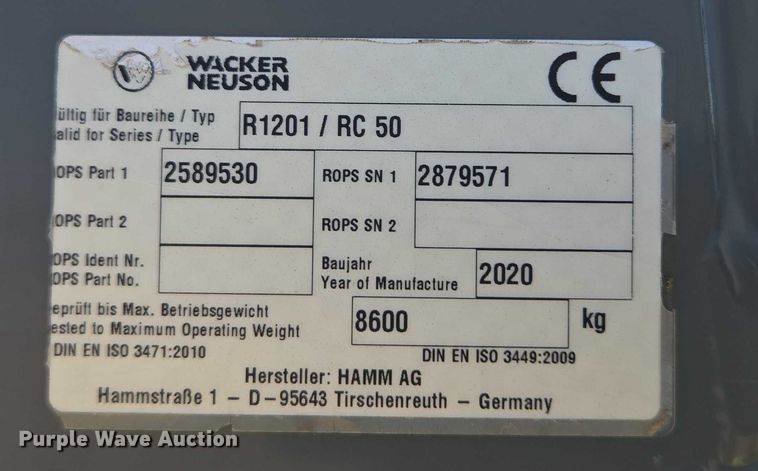 WACKER NEUSON CE
ültig für Baureihe / Typ
alid for Series / Type R1201 / RC 50
OPS Part 1 2589530 ROPS SN 1 2879571
OPS Part 2 ROPS SN 2
OPS Ident Nr.
OPS Part No.
Baujahr
Year of Manufacture 2020
eprüft bis Max. Betriebsgewicht
ested to Maximum Operating Weight 8600 kg
DIN EN ISO 3471:2010 DIN EN ISO 3449:2009
Hersteller: HAMM AG
Hammstraße 1 – D – 95643 Tirschenreuth – Germany
Purple Wave Auction